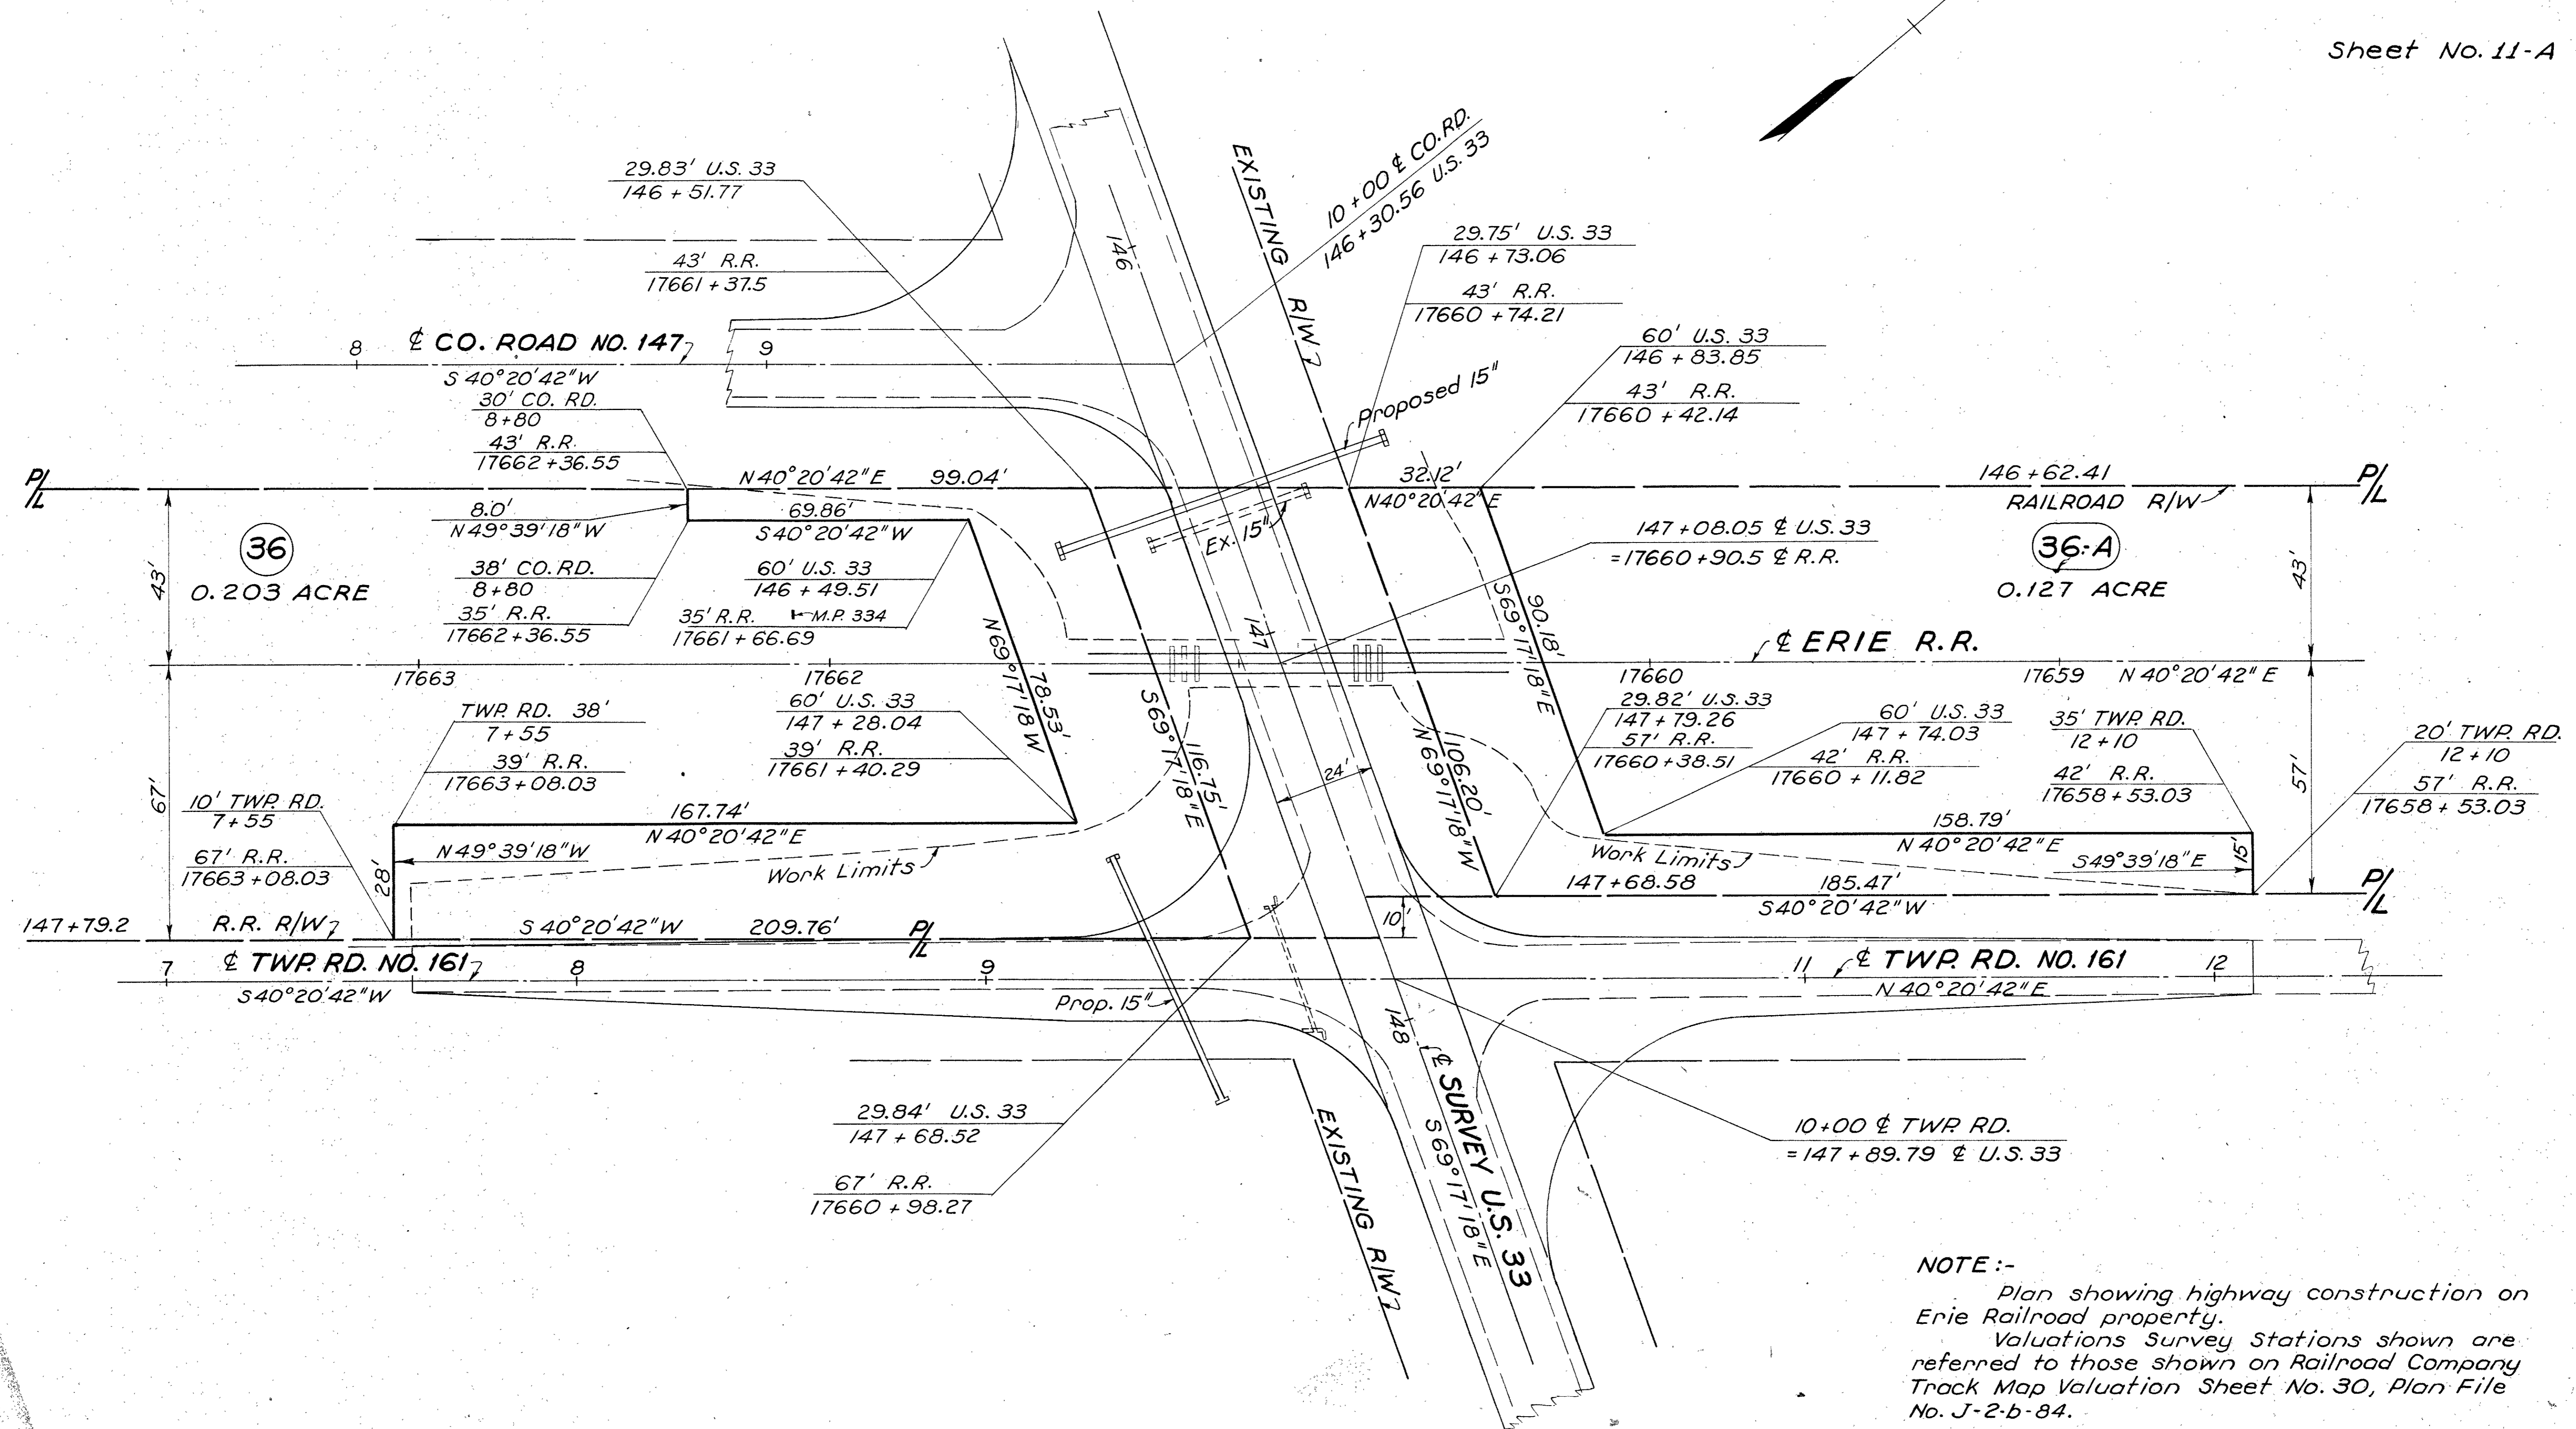 Sheet No. 11-A
29.83' U.S. 33
146 + 51.77
43' R.R.
17661 + 37.5
EXISTING R/W
10 + 00 ℄ CO. RD.
146 + 30.56 U.S. 33
29.75' U.S. 33
146 + 73.06
43' R.R.
17660 + 74.21
60' U.S. 33
146 + 83.85
43' R.R.
17660 + 42.14
146
8
℄ CO. ROAD NO. 147
9
S 40° 20' 42" W
30' CO. RD.
8+80
43' R.R.
17662 + 36.55
Proposed 15"
P/L
N 40° 20' 42" E 99.04'
32.12'
N 40° 20' 42" E
146 + 62.41
RAILROAD R/W
P/L
8.0'
N 49° 39' 18" W
69.86'
S 40° 20' 42" W
Ex. 15"
147 + 08.05 ℄ U.S. 33
= 17660 + 90.5 ℄ R.R.
36
0.203 ACRE
43'
38' CO. RD.
8+80
35' R.R.
17662 + 36.55
60' U.S. 33
146 + 49.51
35' R.R.
M.P. 334
17661 + 66.69
36-A
0.127 ACRE
43'
N 69° 17' 18" W
78.53'
147
90.18'
S 69° 17' 18" E
℄ ERIE R.R.
17663
17662
17660
17659
N 40° 20' 42" E
TWP. RD. 38'
7 + 55
39' R.R.
17663 + 08.03
60' U.S. 33
147 + 28.04
39' R.R.
17661 + 40.29
S 69° 17' 18" E
116.75'
24'
106.20'
N 69° 17' 18" W
29.82' U.S. 33
147 + 79.26
57' R.R.
17660 + 38.51
60' U.S. 33
147 + 74.03
42' R.R.
17660 + 11.82
35' TWP. RD.
12 + 10
42' R.R.
17658 + 53.03
20' TWP. RD.
12 + 10
57' R.R.
17658 + 53.03
67'
57'
10' TWP. RD.
7 + 55
67' R.R.
17663 + 08.03
167.74'
N 40° 20' 42" E
N 49° 39' 18" W
28'
Work Limits
158.79'
N 40° 20' 42" E
Work Limits
S 49° 39' 18" E
15'
147 + 68.58
185.47'
S 40° 20' 42" W
P/L
147 + 79.2
R.R. R/W
S 40° 20' 42" W 209.76'
P/L
10'
7
℄ TWP. RD. NO. 161
8
9
11
℄ TWP. RD. NO. 161
12
S 40° 20' 42" W
N 40° 20' 42" E
Prop. 15"
148
℄ SURVEY U.S. 33
S 69° 17' 18" E
29.84' U.S. 33
147 + 68.52
67' R.R.
17660 + 98.27
EXISTING R/W
10+00 ℄ TWP. RD.
= 147 + 89.79 ℄ U.S. 33
NOTE :-
Plan showing highway construction on
Erie Railroad property.
Valuations Survey Stations shown are
referred to those shown on Railroad Company
Track Map Valuation Sheet No. 30, Plan File
No. J-2-b-84.